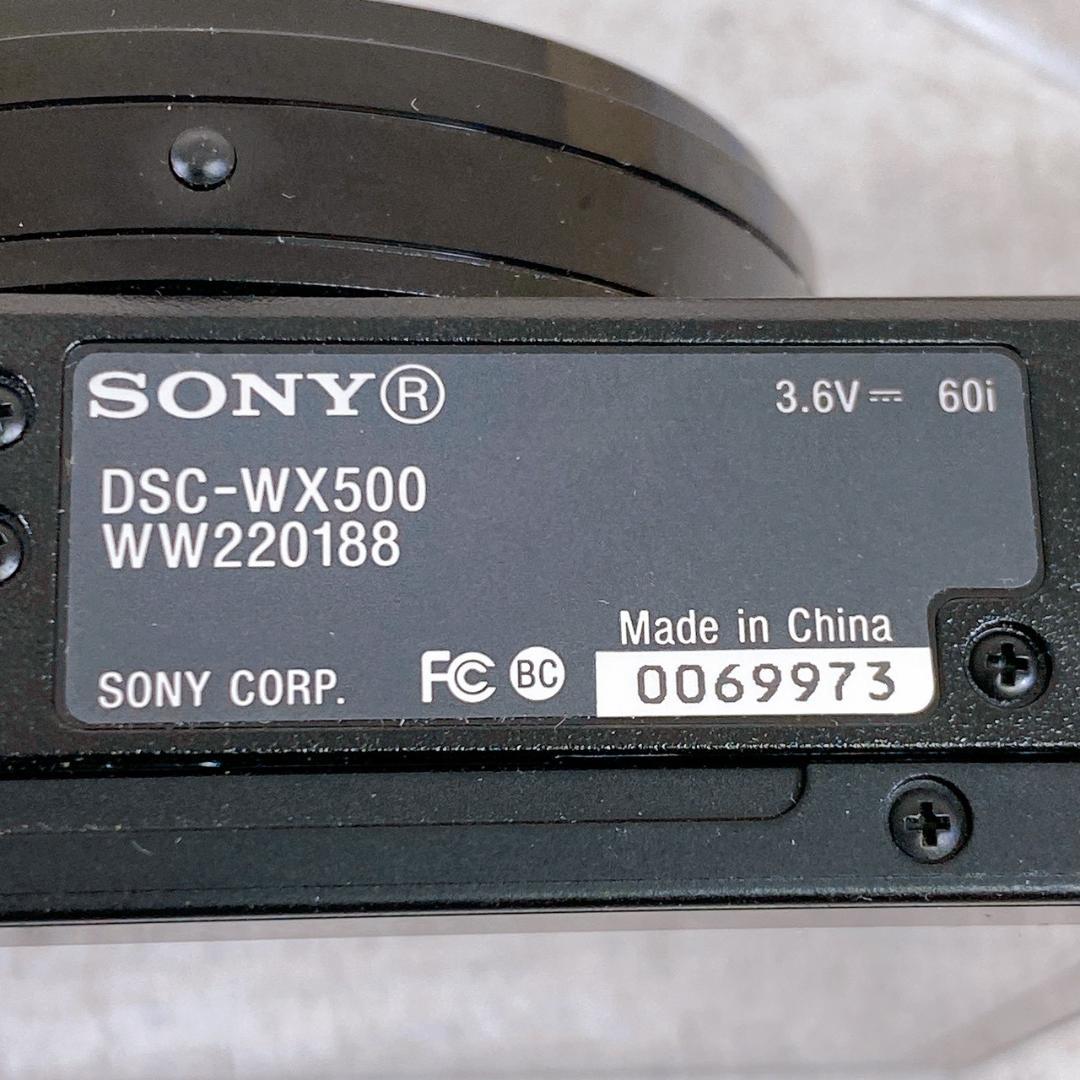 SONY®
3.6V⎓ 60i
DSC-WX500
WW220188
Made in China
SONY CORP. FC BC 0069973